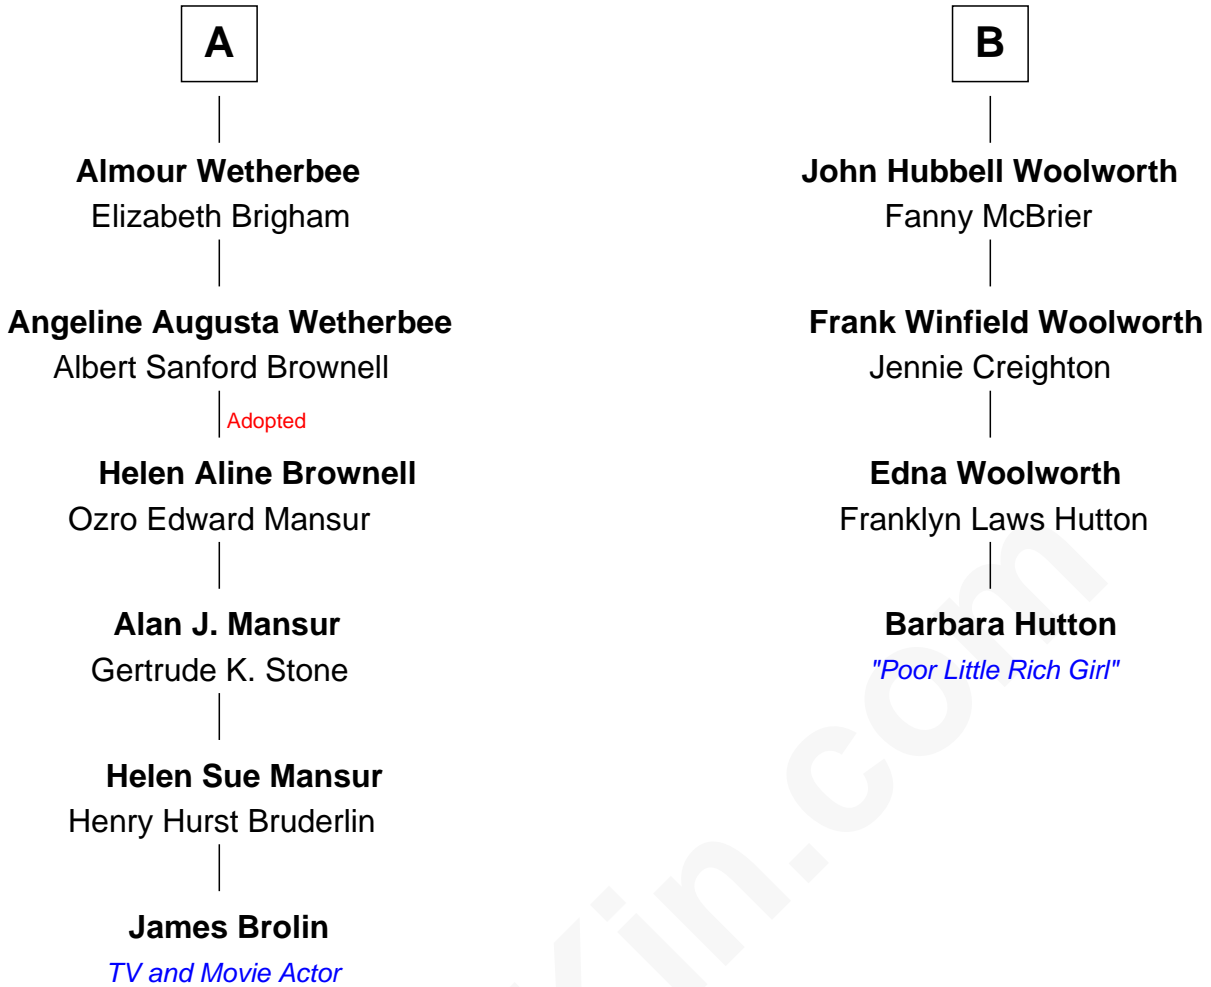 A
Almour Wetherbee
Elizabeth Brigham
Angeline Augusta Wetherbee
Albert Sanford Brownell
Adopted
Helen Aline Brownell
Ozro Edward Mansur
Alan J. Mansur
Gertrude K. Stone
Helen Sue Mansur
Henry Hurst Bruderlin
James Brolin
TV and Movie Actor
B
John Hubbell Woolworth
Fanny McBrier
Frank Winfield Woolworth
Jennie Creighton
Edna Woolworth
Franklyn Laws Hutton
Barbara Hutton
"Poor Little Rich Girl"
Kin.com